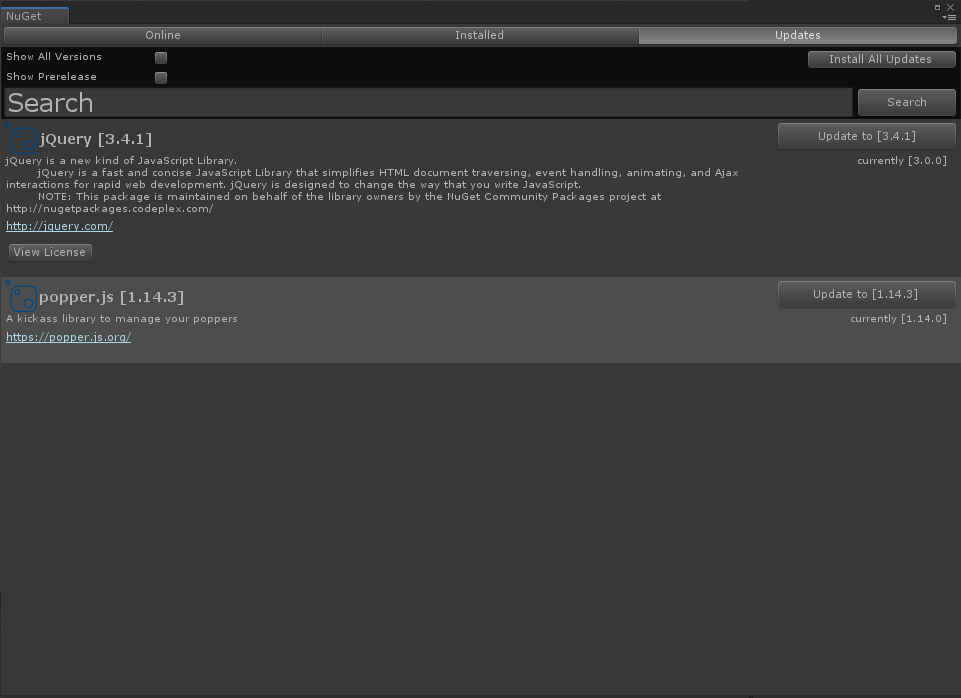 NuGet
Online
Installed
Updates
Show All Versions
Install All Updates
Show Prerelease
Search
Search
jQuery [3.4.1]
Update to [3.4.1]
jQuery is a new kind of JavaScript Library.
currently [3.0.0]
jQuery is a fast and concise JavaScript Library that simplifies HTML document traversing, event handling, animating, and Ajax
interactions for rapid web development. jQuery is designed to change the way that you write JavaScript.
NOTE: This package is maintained on behalf of the library owners by the NuGet Community Packages project at
http://nugetpackages.codeplex.com/
http://jquery.com/
View License
popper.js [1.14.3]
Update to [1.14.3]
A kickass library to manage your poppers
currently [1.14.0]
https://popper.js.org/